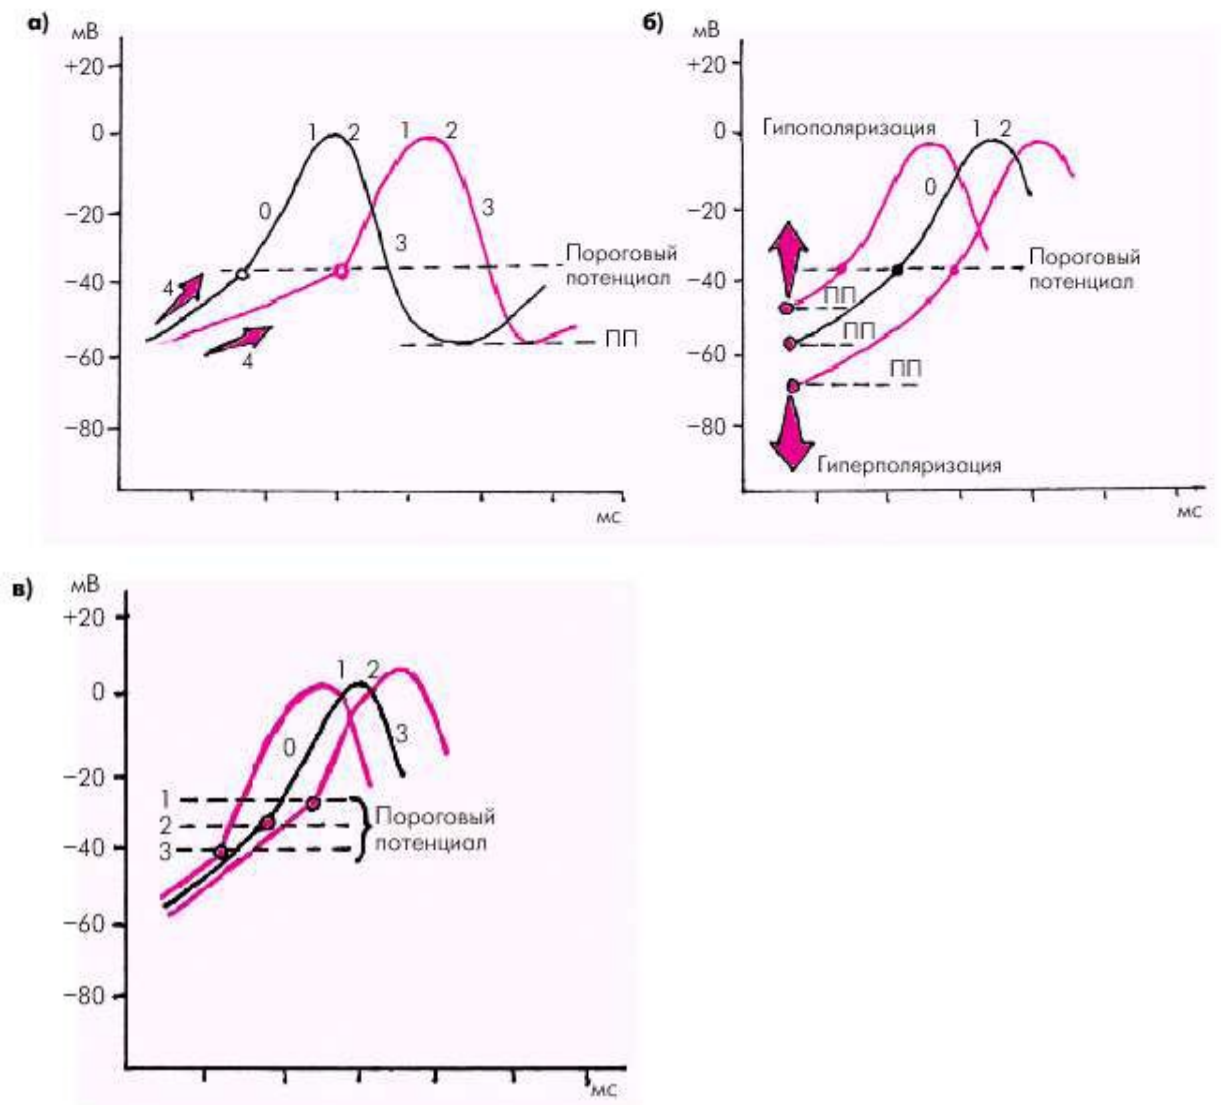 а)
мВ
+20
0
−20
−40
−60
−80
1 2
1 2
0
3
3
4
4
Пороговый
потенциал
ПП
мс
б)
мВ
+20
0
−20
−40
−60
−80
Гипополяризация
1 2
0
Пороговый
потенциал
ПП
ПП
ПП
Гиперполяризация
мс
в)
мВ
+20
0
−20
−40
−60
−80
1 2
0
3
1
2
3
Пороговый
потенциал
мс